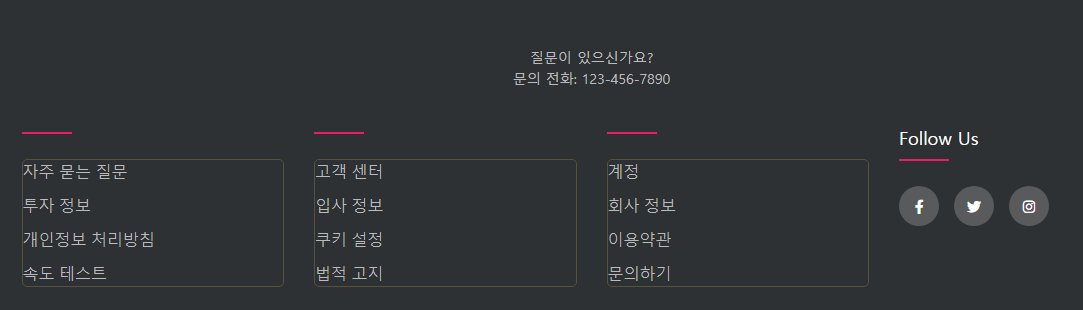 질문이 있으신가요?
문의 전화: 123-456-7890
자주 묻는 질문
투자 정보
개인정보 처리방침
속도 테스트
고객 센터
입사 정보
쿠키 설정
법적 고지
계정
회사 정보
이용약관
문의하기
Follow Us